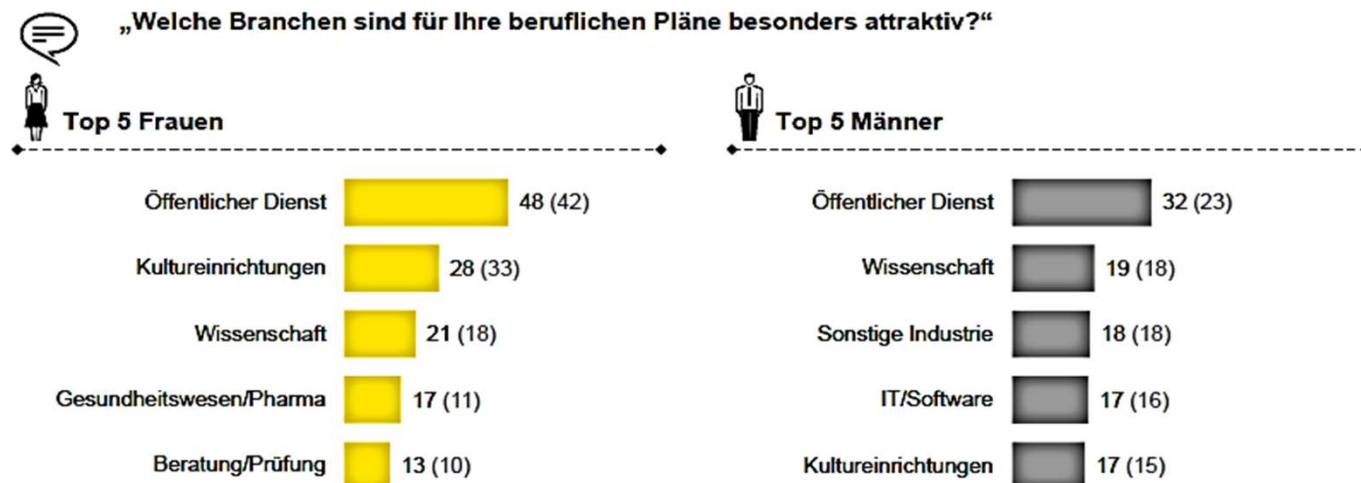 „Welche Branchen sind für Ihre beruflichen Pläne besonders attraktiv?“
Top 5 Frauen
Öffentlicher Dienst 48 (42)
Kultureinrichtungen 28 (33)
Wissenschaft 21 (18)
Gesundheitswesen/Pharma 17 (11)
Beratung/Prüfung 13 (10)
Top 5 Männer
Öffentlicher Dienst 32 (23)
Wissenschaft 19 (18)
Sonstige Industrie 18 (18)
IT/Software 17 (16)
Kultureinrichtungen 17 (15)